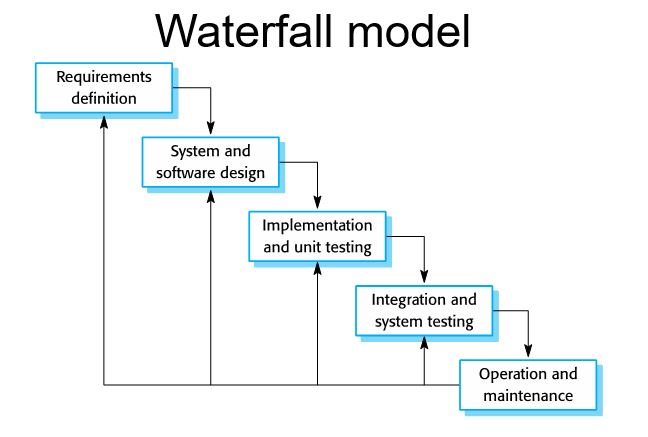 Waterfall model
Requirements
definition
System and
software design
Implementation
and unit testing
Integration and
system testing
Operation and
maintenance